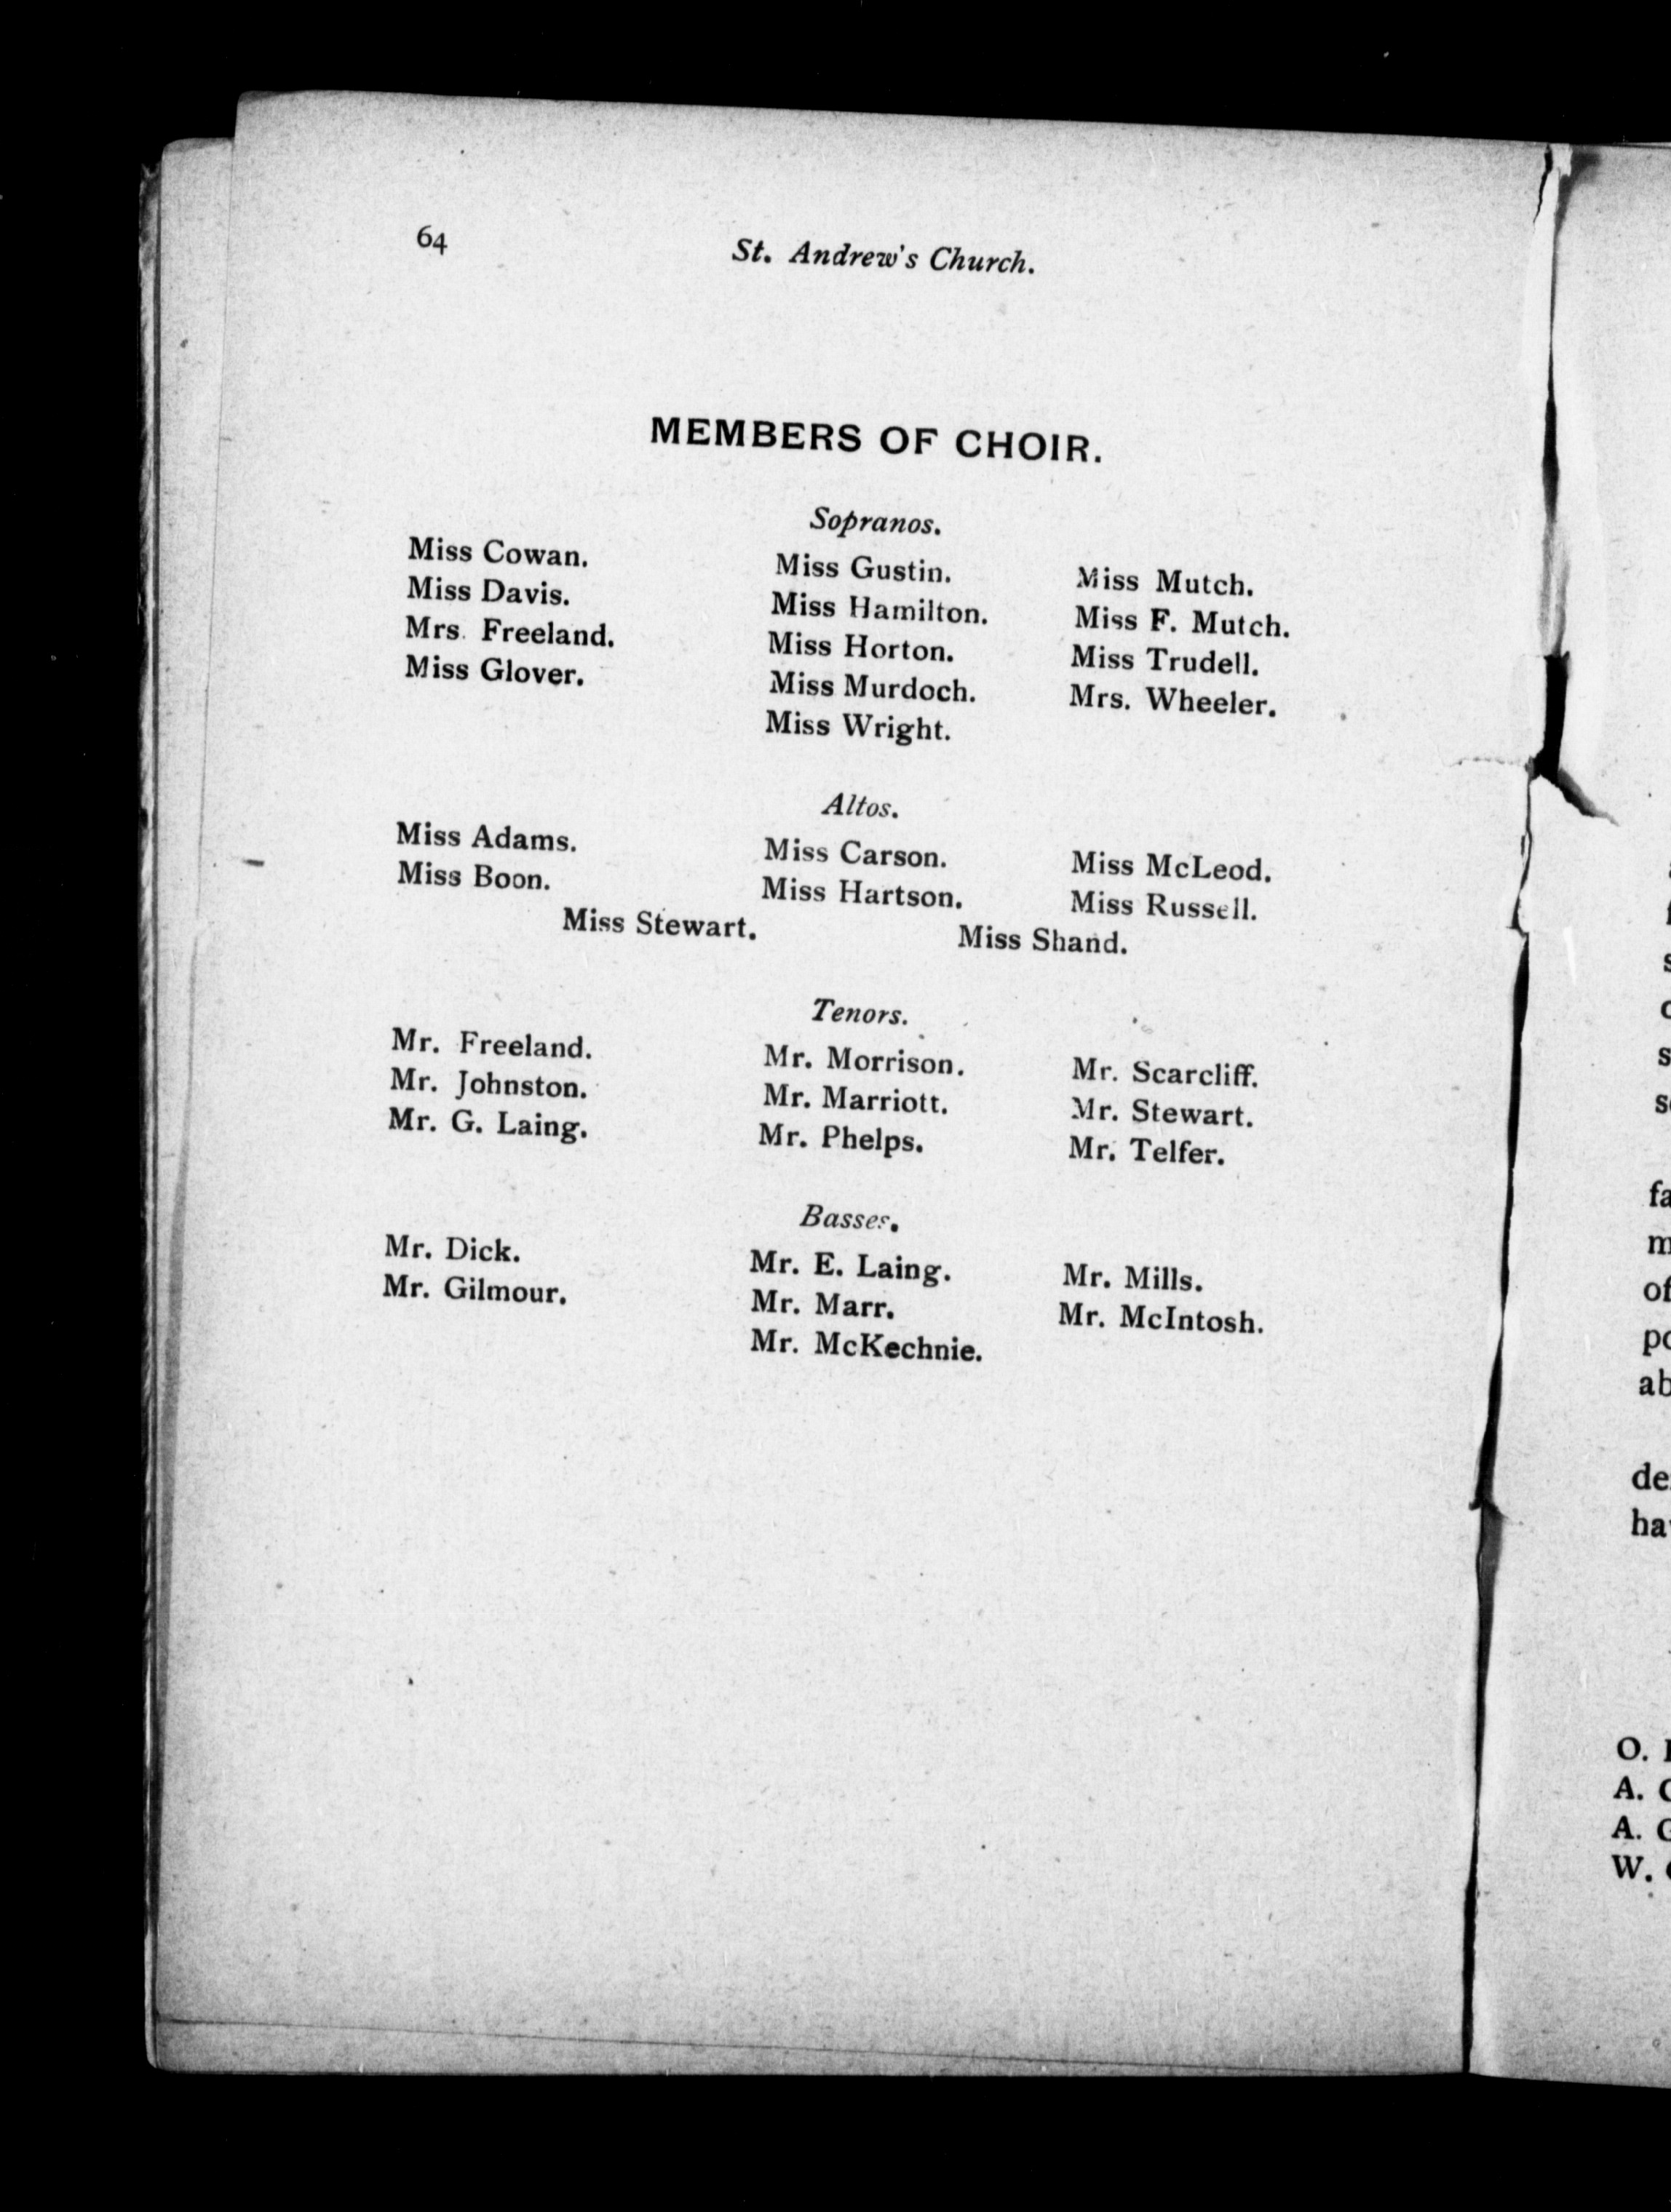 64 St. Andrew's Church.
MEMBERS OF CHOIR.
Sopranos.
Miss Cowan. Miss Gustin. Miss Mutch.
Miss Davis. Miss Hamilton. Miss F. Mutch.
Mrs. Freeland. Miss Horton. Miss Trudell.
Miss Glover. Miss Murdoch. Mrs. Wheeler.
Miss Wright.
Altos.
Miss Adams. Miss Carson. Miss McLeod.
Miss Boon. Miss Hartson. Miss Russell.
Miss Stewart. Miss Shand.
Tenors.
Mr. Freeland. Mr. Morrison. Mr. Scarcliff.
Mr. Johnston. Mr. Marriott. Mr. Stewart.
Mr. G. Laing. Mr. Phelps. Mr. Telfer.
Basses.
Mr. Dick. Mr. E. Laing. Mr. Mills.
Mr. Gilmour. Mr. Marr. Mr. McIntosh.
Mr. McKechnie.
O.
A.
A.
W.